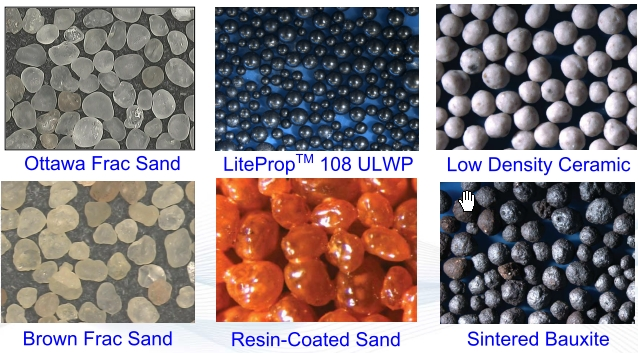 Ottawa Frac Sand
LiteProp™ 108 ULWP
Low Density Ceramic
Brown Frac Sand
Resin-Coated Sand
Sintered Bauxite